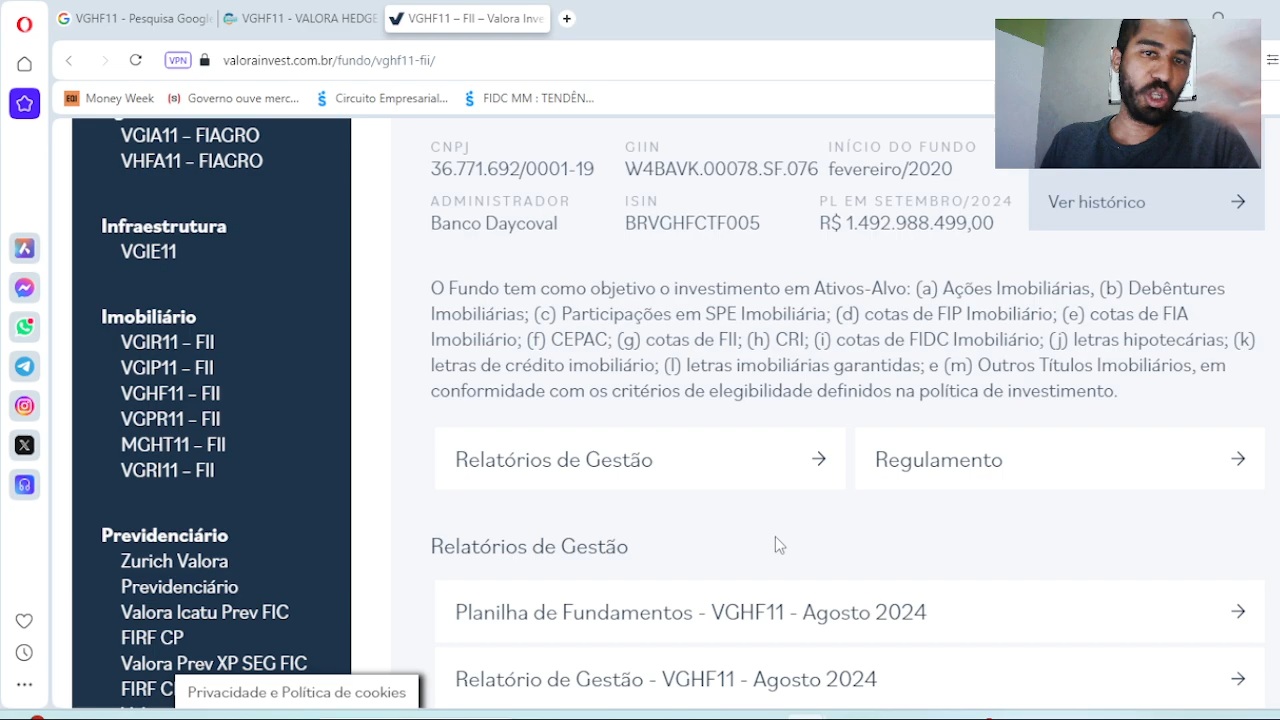 VGHF11 - Pesquisa Googl
VGHF11 - VALORA HEDGE
VGHF11 – FII – Valora Inve
VPN
valorainvest.com.br/fundo/vghf11-fii/
EQI Money Week
(s) Governo ouve merc...
Circuito Empresarial...
FIDC MM : TENDÊN...
VGIA11 – FIAGRO
VHFA11 – FIAGRO
Infraestrutura
VGIE11
Imobiliário
VGIR11 – FII
VGIP11 – FII
VGHF11 – FII
VGPR11 – FII
MGHT11 – FII
VGRI11 – FII
Previdenciário
Zurich Valora
Previdenciário
Valora Icatu Prev FIC
FIRF CP
Valora Prev XP SEG FIC
FIRF C
Privacidade e Política de cookies
CNPJ
36.771.692/0001-19
GIIN
W4BAVK.00078.SF.076
INÍCIO DO FUNDO
fevereiro/2020
ADMINISTRADOR
Banco Daycoval
ISIN
BRVGHFCTF005
PL EM SETEMBRO/2024
R$ 1.492.988.499,00
Ver histórico
O Fundo tem como objetivo o investimento em Ativos-Alvo: (a) Ações Imobiliárias, (b) Debêntures
Imobiliárias; (c) Participações em SPE Imobiliária; (d) cotas de FIP Imobiliário; (e) cotas de FIA
Imobiliário; (f) CEPAC; (g) cotas de FII; (h) CRI; (i) cotas de FIDC Imobiliário; (j) letras hipotecárias; (k)
letras de crédito imobiliário; (l) letras imobiliárias garantidas; e (m) Outros Títulos Imobiliários, em
conformidade com os critérios de elegibilidade definidos na política de investimento.
Relatórios de Gestão
Regulamento
Relatórios de Gestão
Planilha de Fundamentos - VGHF11 - Agosto 2024
Relatório de Gestão - VGHF11 - Agosto 2024